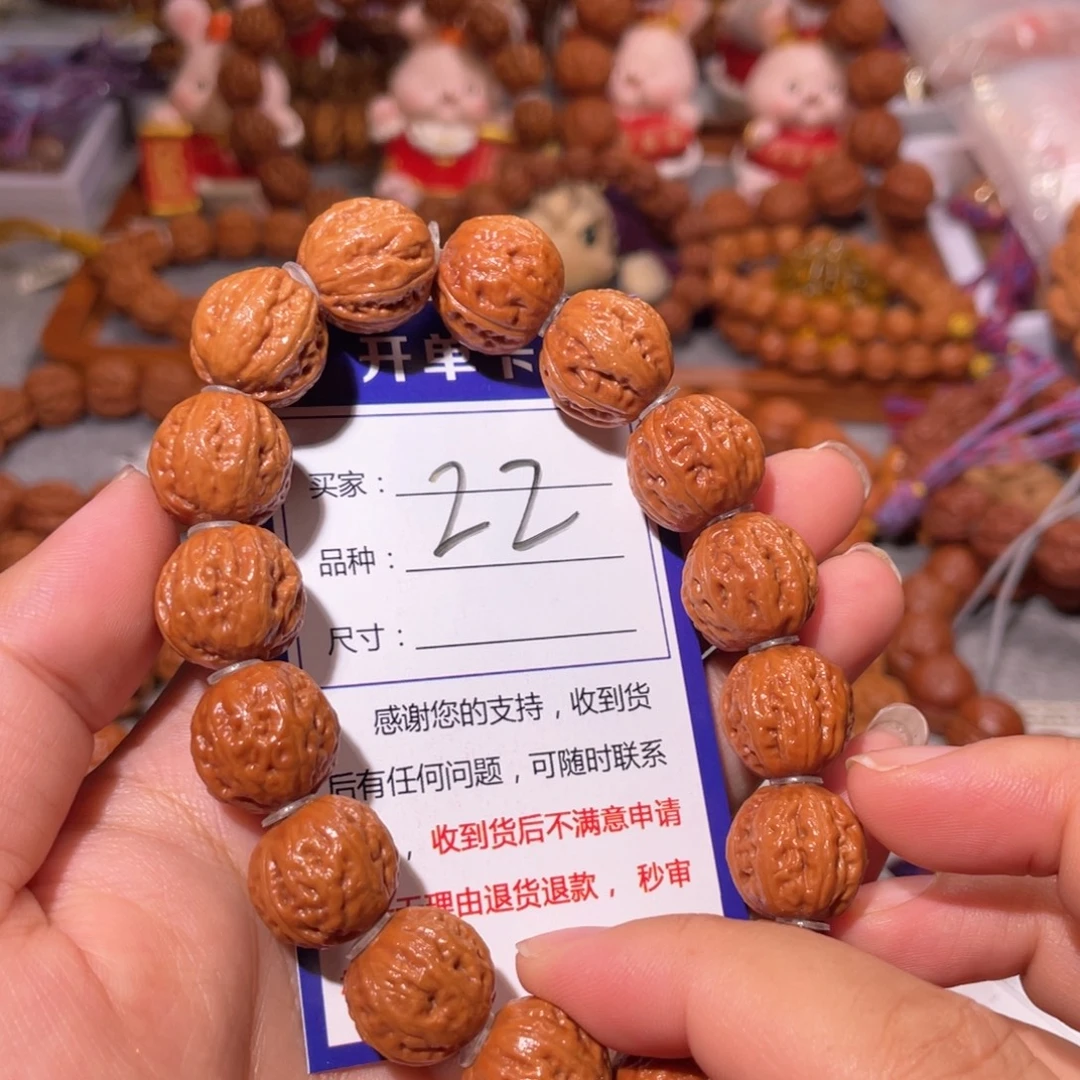 开单卡
买家：22
品种：
尺寸：
感谢您的支持，收到货
后有任何问题，可随时联系
，收到货后不满意申请
理由退货退款，秒审